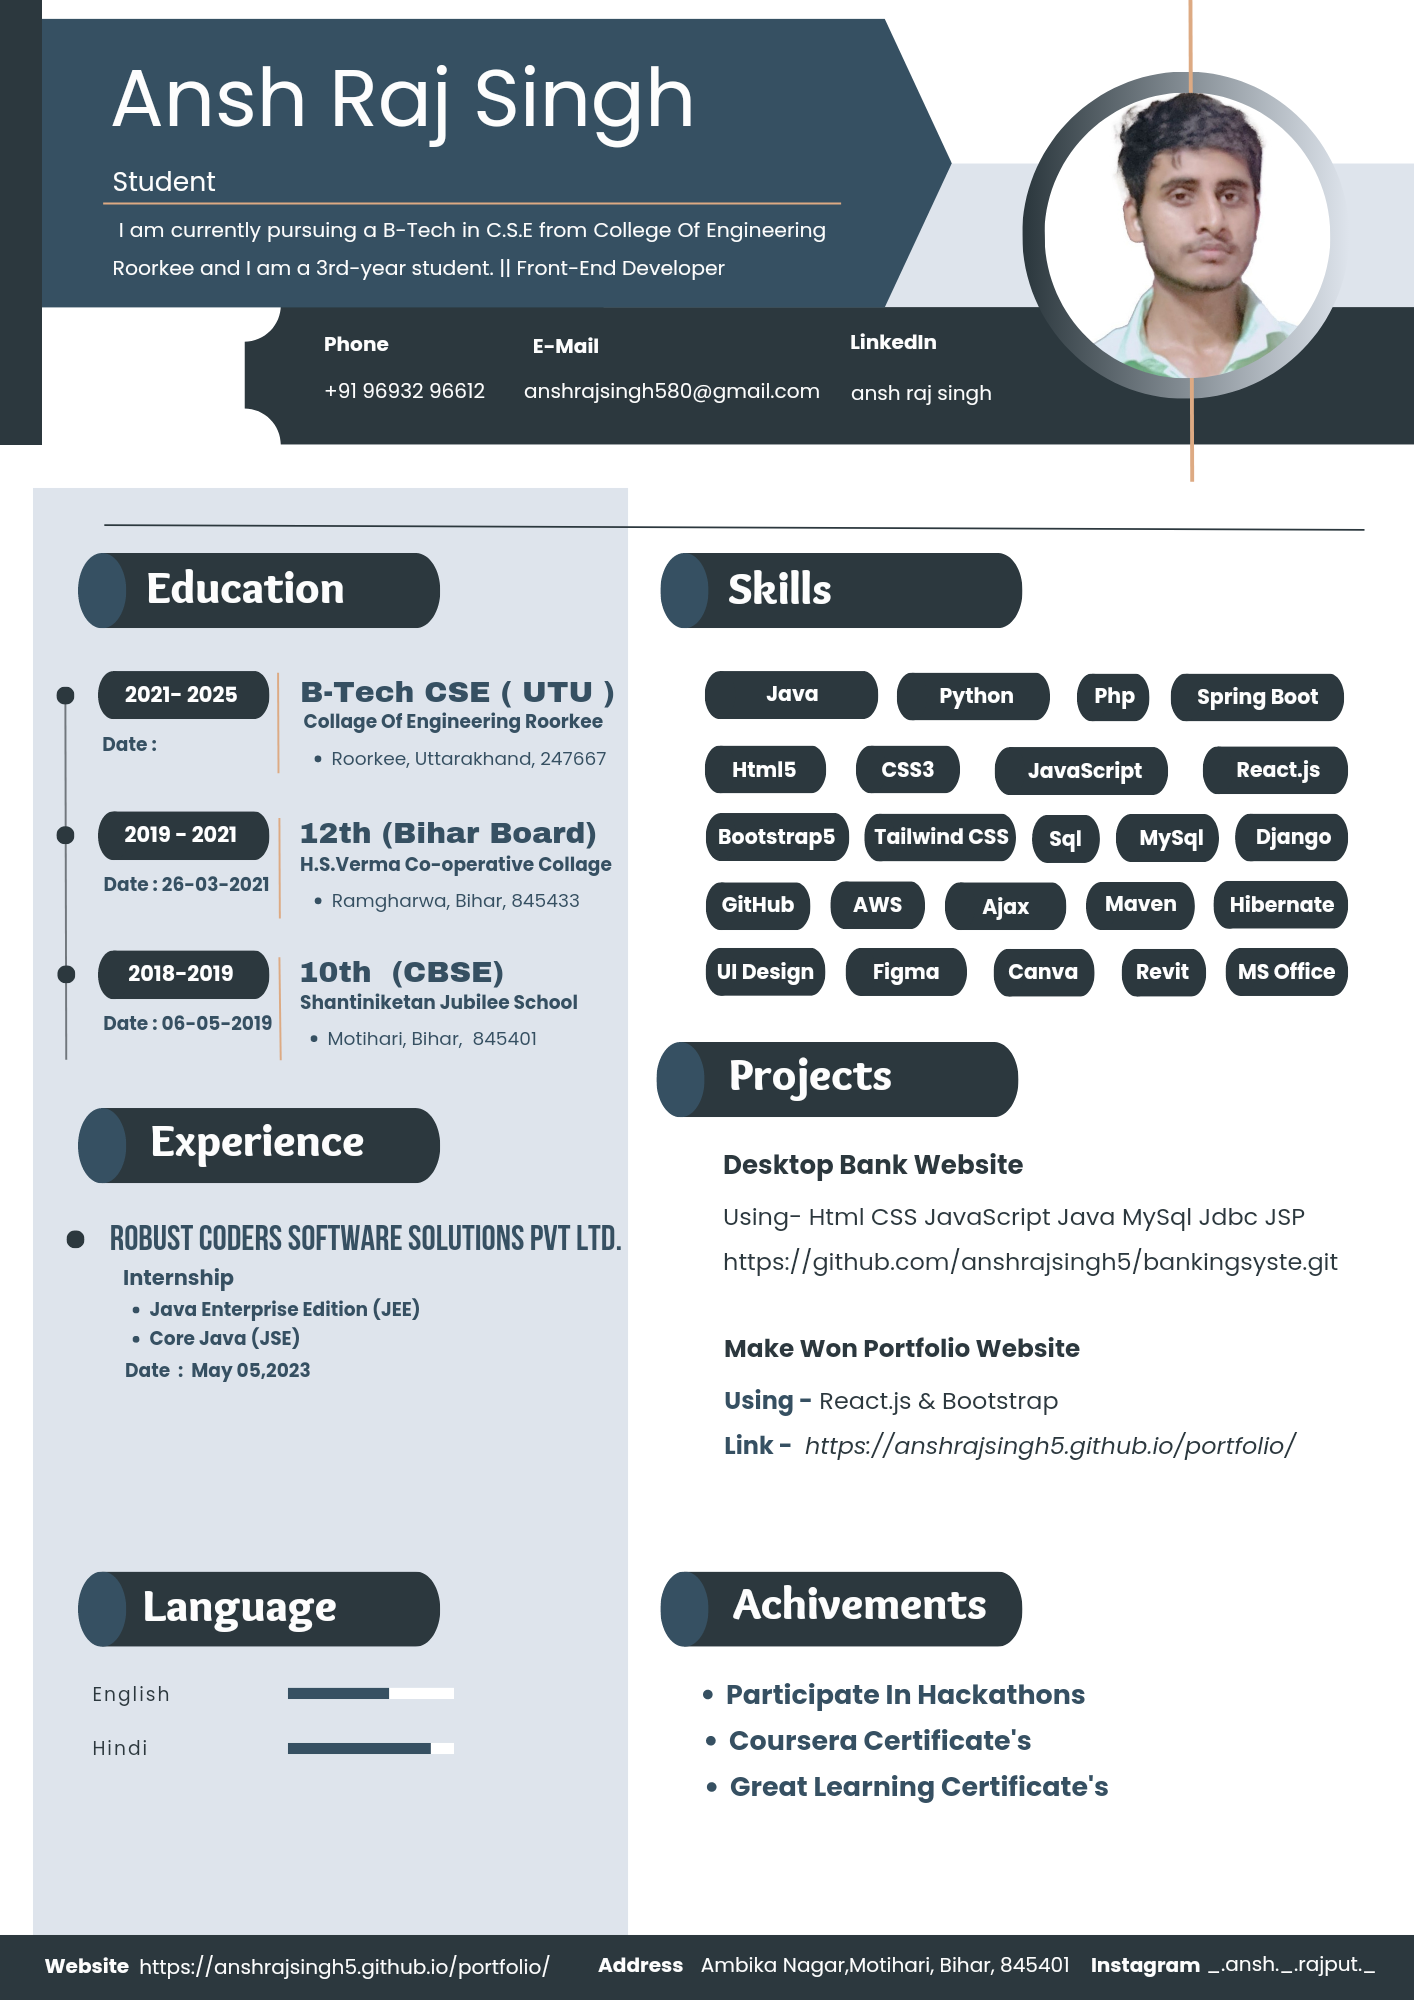 Ansh Raj Singh
Student
I am currently pursuing a B-Tech in C.S.E from College Of Engineering
Roorkee and I am a 3rd-year student. || Front-End Developer
Phone
E-Mail
LinkedIn
+91 96932 96612
anshrajsingh580@gmail.com
ansh raj singh
Education
2021- 2025
B-Tech CSE ( UTU )
Collage Of Engineering Roorkee
Date :
• Roorkee, Uttarakhand, 247667
2019 - 2021
12th (Bihar Board)
H.S.Verma Co-operative Collage
Date : 26-03-2021
• Ramgharwa, Bihar, 845433
2018-2019
10th (CBSE)
Shantiniketan Jubilee School
Date : 06-05-2019
• Motihari, Bihar, 845401
Experience
ROBUST CODERS SOFTWARE SOLUTIONS PVT LTD.
Internship
• Java Enterprise Edition (JEE)
• Core Java (JSE)
Date : May 05,2023
Language
English
Hindi
Skills
Java Python Php Spring Boot
Html5 CSS3 JavaScript React.js
Bootstrap5 Tailwind CSS Sql MySql Django
GitHub AWS Ajax Maven Hibernate
UI Design Figma Canva Revit MS Office
Projects
Desktop Bank Website
Using- Html CSS JavaScript Java MySql Jdbc JSP
https://github.com/anshrajsingh5/bankingsyste.git
Make Won Portfolio Website
Using - React.js & Bootstrap
Link - https://anshrajsingh5.github.io/portfolio/
Achivements
• Participate In Hackathons
• Coursera Certificate's
• Great Learning Certificate's
Website https://anshrajsingh5.github.io/portfolio/ Address Ambika Nagar,Motihari, Bihar, 845401 Instagram _.ansh._.rajput._